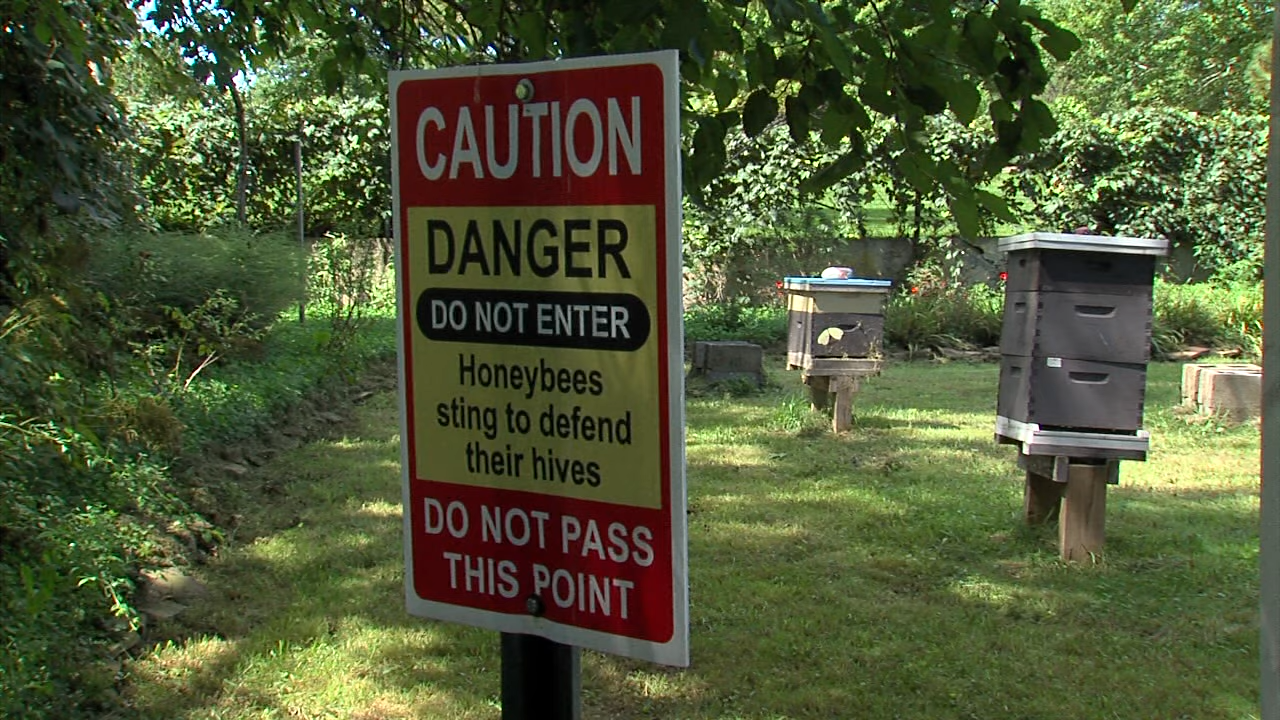 CAUTION
DANGER
DO NOT ENTER
Honeybees
sting to defend
their hives
DO NOT PASS
THIS POINT